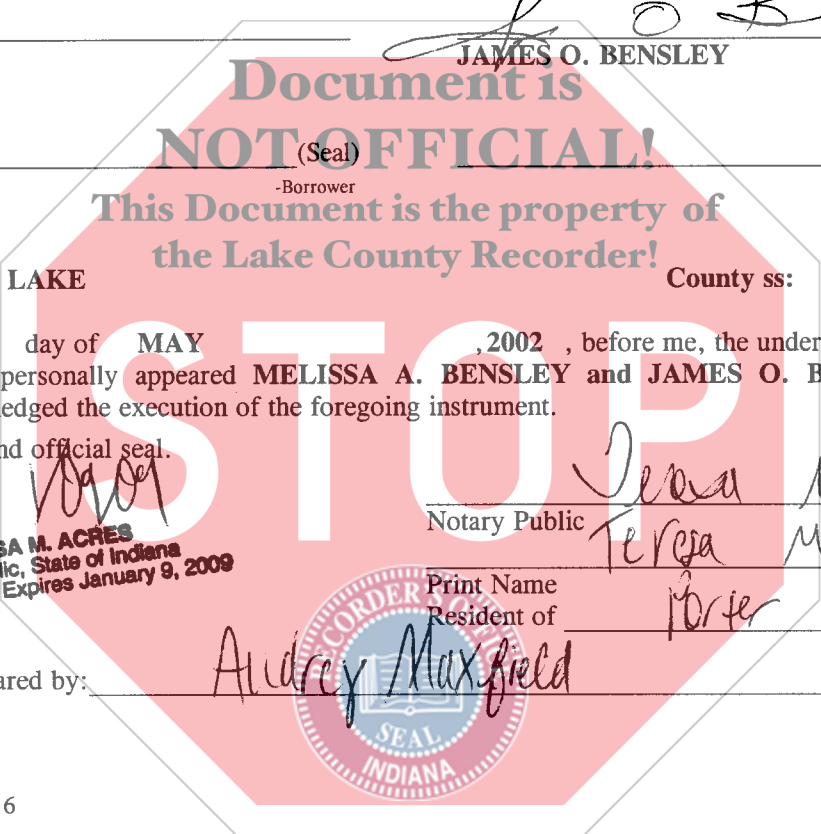 JAMES O. BENSLEY
Document is
NOT OFFICIAL!
(Seal)
-Borrower
This Document is the property of
the Lake County Recorder!
LAKE County ss:
day of MAY , 2002 , before me, the under
personally appeared MELISSA A. BENSLEY and JAMES O. B
edged the execution of the foregoing instrument.
nd official seal.
SA M. ACRES
lic, State of Indiana
Expires January 9, 2009
STOP
Notary Public
Teresa M
Print Name
Resident of Porter
RECORDER'S OFFICE
SEAL
INDIANA
ared by: Audrey Maxfield
6